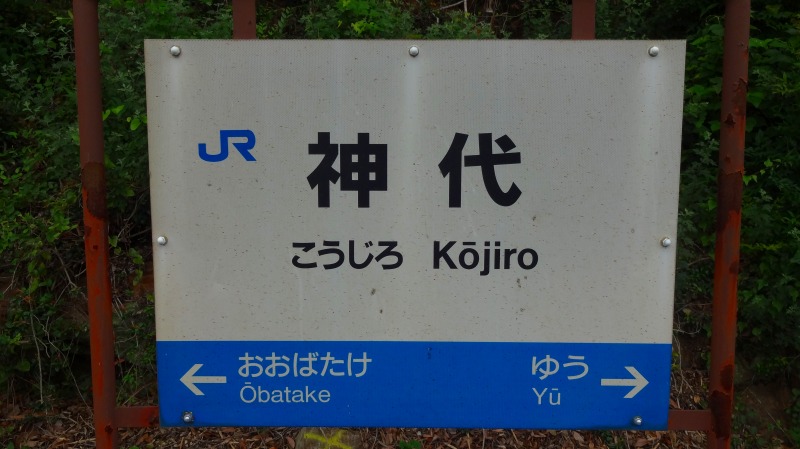 JR 神代
こうじろ Kōjiro
← おおばたけ ゆう →
Ōbatake Yū